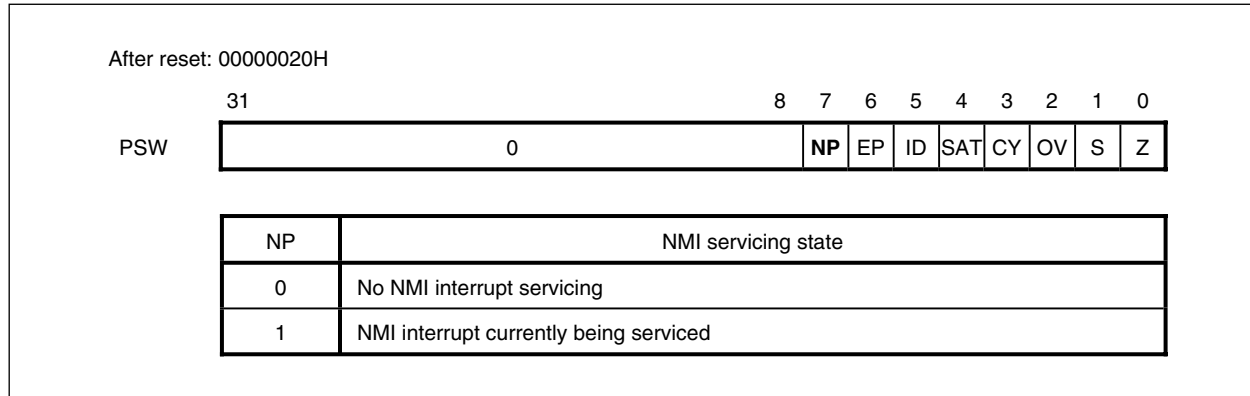 After reset: 00000020H
31 8 7 6 5 4 3 2 1 0
PSW 0 NP EP ID SAT CY OV S Z
NP NMI servicing state
0 No NMI interrupt servicing
1 NMI interrupt currently being serviced